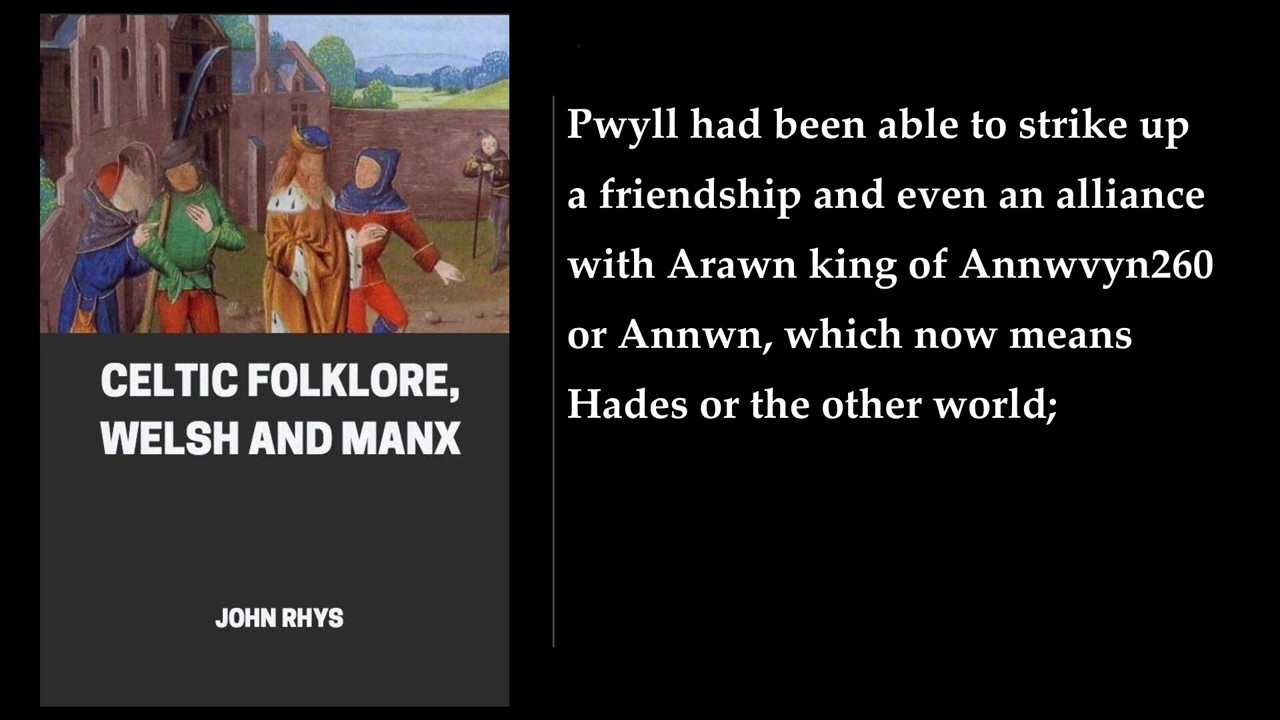 CELTIC FOLKLORE,
WELSH AND MANX
JOHN RHYS
Pwyll had been able to strike up
a friendship and even an alliance
with Arawn king of Annwvyn260
or Annwn, which now means
Hades or the other world;